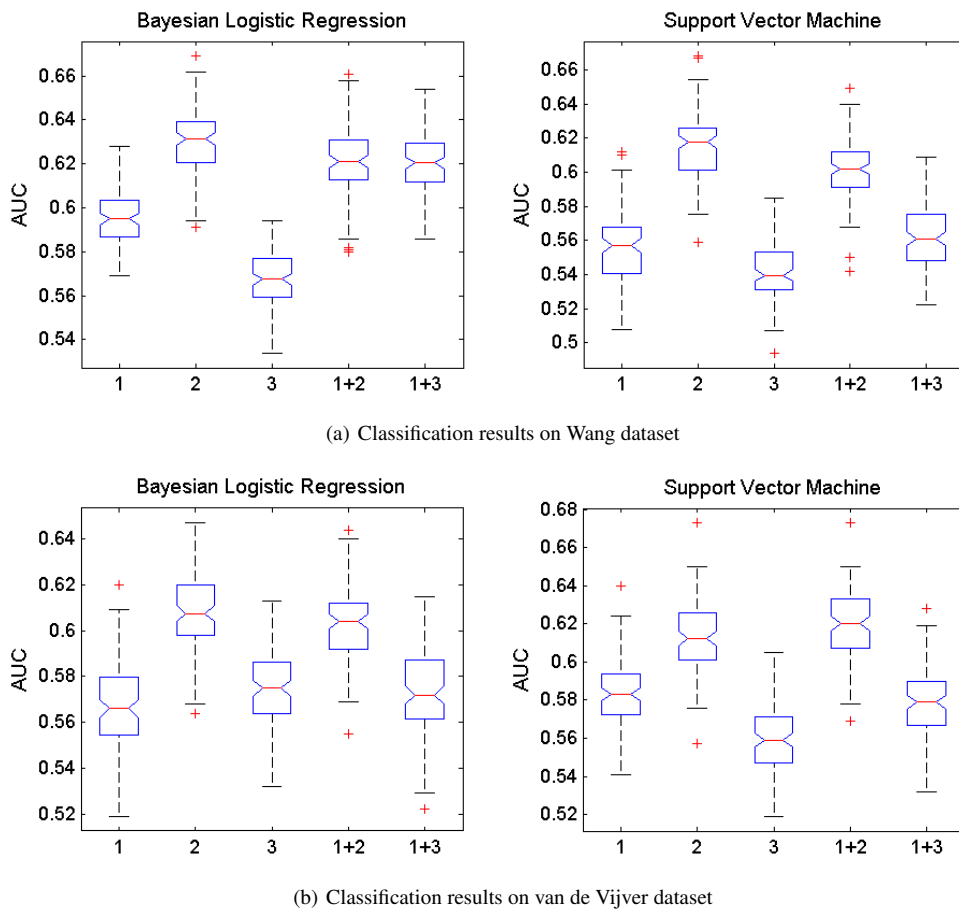 Bayesian Logistic Regression
Support Vector Machine
AUC
0.66
0.64
0.62
0.6
0.58
0.56
0.54
1 2 3 1+2 1+3
AUC
0.66
0.64
0.62
0.6
0.58
0.56
0.54
0.52
0.5
1 2 3 1+2 1+3
(a) Classification results on Wang dataset
Bayesian Logistic Regression
Support Vector Machine
AUC
0.64
0.62
0.6
0.58
0.56
0.54
0.52
1 2 3 1+2 1+3
AUC
0.68
0.66
0.64
0.62
0.6
0.58
0.56
0.54
0.52
1 2 3 1+2 1+3
(b) Classification results on van de Vijver dataset